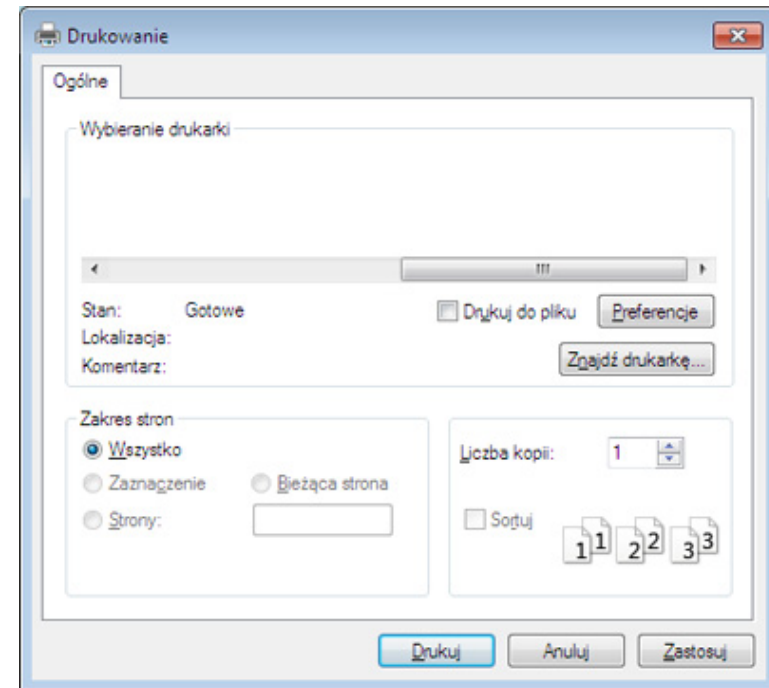 Drukowanie
Ogólne
Wybieranie drukarki
Stan: Gotowe
Drukuj do pliku
Preferencje
Lokalizacja:
Komentarz:
Znajdź drukarkę...
Zakres stron
Wszystko
Zaznaczenie
Bieżąca strona
Strony:
Liczba kopii: 1
Sortuj
1 1 2 2 3 3
Drukuj
Anuluj
Zastosuj